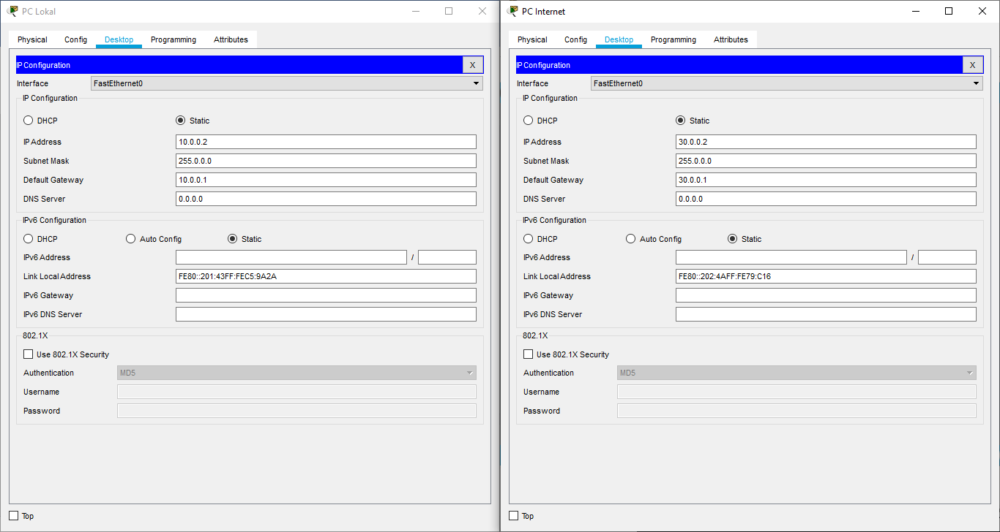 PC Lokal
Physical Config Desktop Programming Attributes
IP Configuration X
Interface FastEthernet0
IP Configuration
DHCP Static
IP Address 10.0.0.2
Subnet Mask 255.0.0.0
Default Gateway 10.0.0.1
DNS Server 0.0.0.0
IPv6 Configuration
DHCP Auto Config Static
IPv6 Address /
Link Local Address FE80::201:43FF:FEC5:9A2A
IPv6 Gateway
IPv6 DNS Server
802.1X
Use 802.1X Security
Authentication MD5
Username
Password
Top
PC Internet
Physical Config Desktop Programming Attributes
IP Configuration X
Interface FastEthernet0
IP Configuration
DHCP Static
IP Address 30.0.0.2
Subnet Mask 255.0.0.0
Default Gateway 30.0.0.1
DNS Server 0.0.0.0
IPv6 Configuration
DHCP Auto Config Static
IPv6 Address /
Link Local Address FE80::202:4AFF:FE79:C16
IPv6 Gateway
IPv6 DNS Server
802.1X
Use 802.1X Security
Authentication MD5
Username
Password
Top